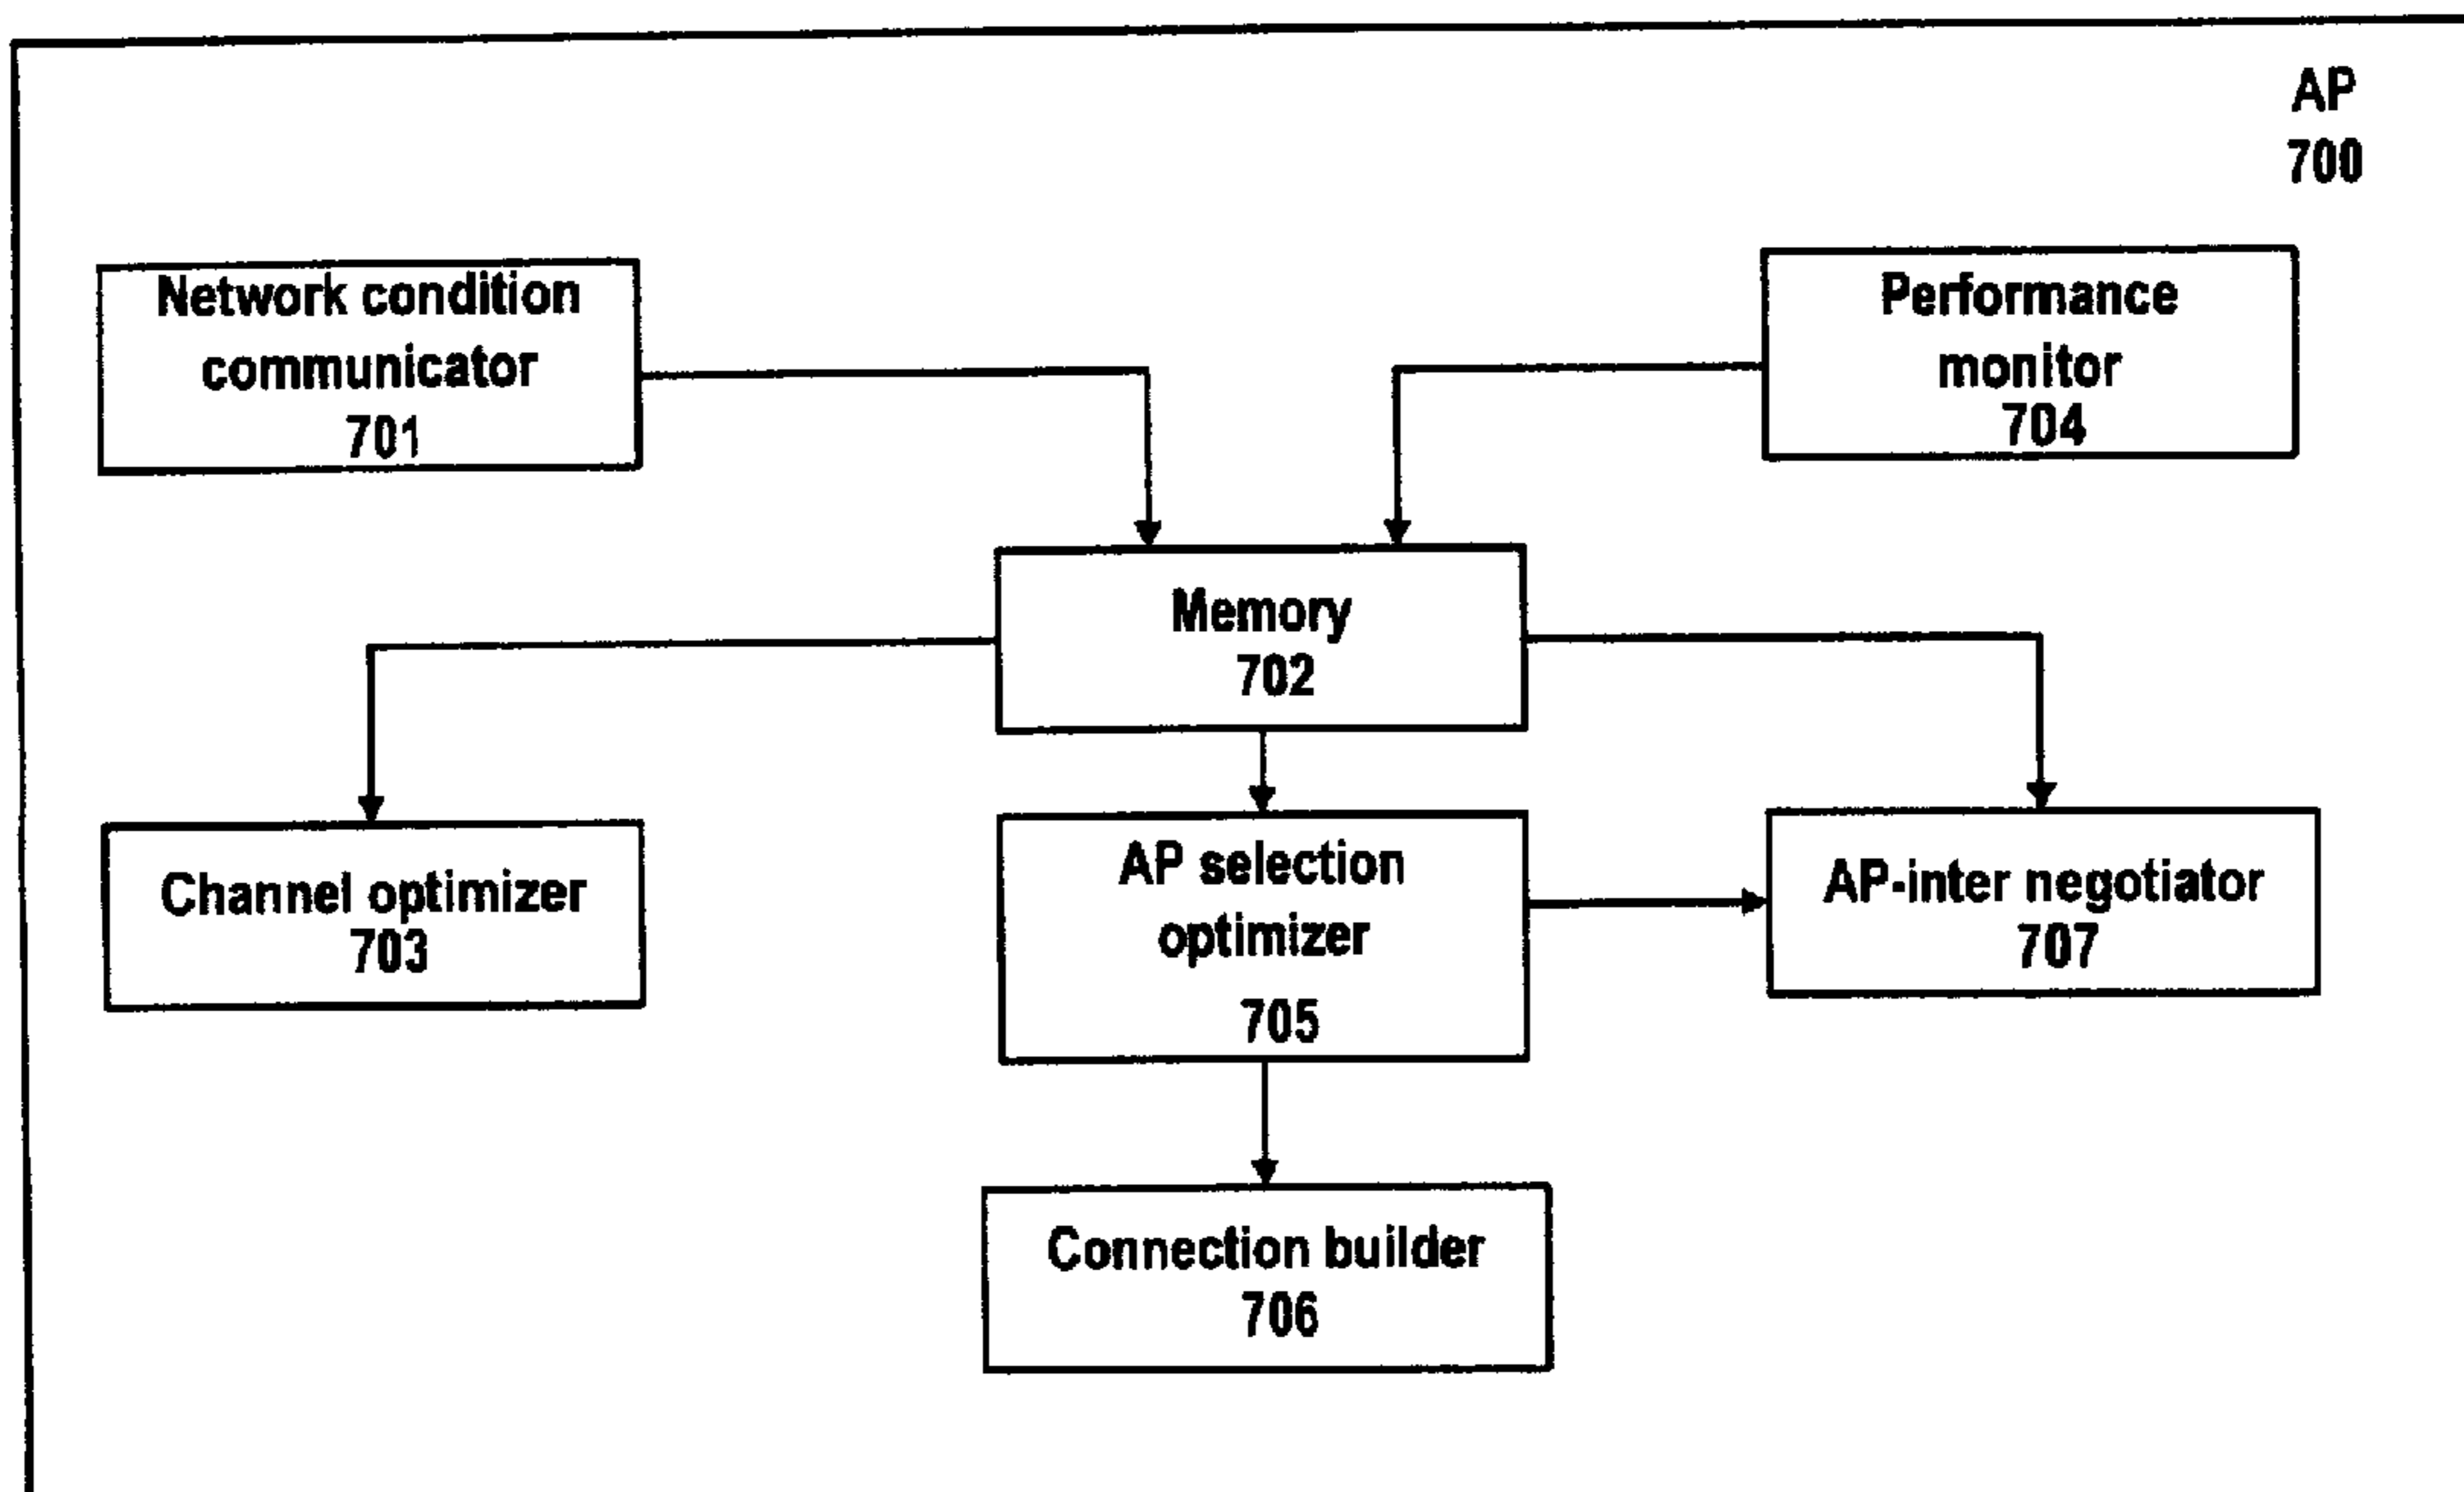 AP
700
Network condition
communicator
701
Performance
monitor
704
Memory
702
Channel optimizer
703
AP selection
optimizer
705
AP-inter negotiator
707
Connection builder
706